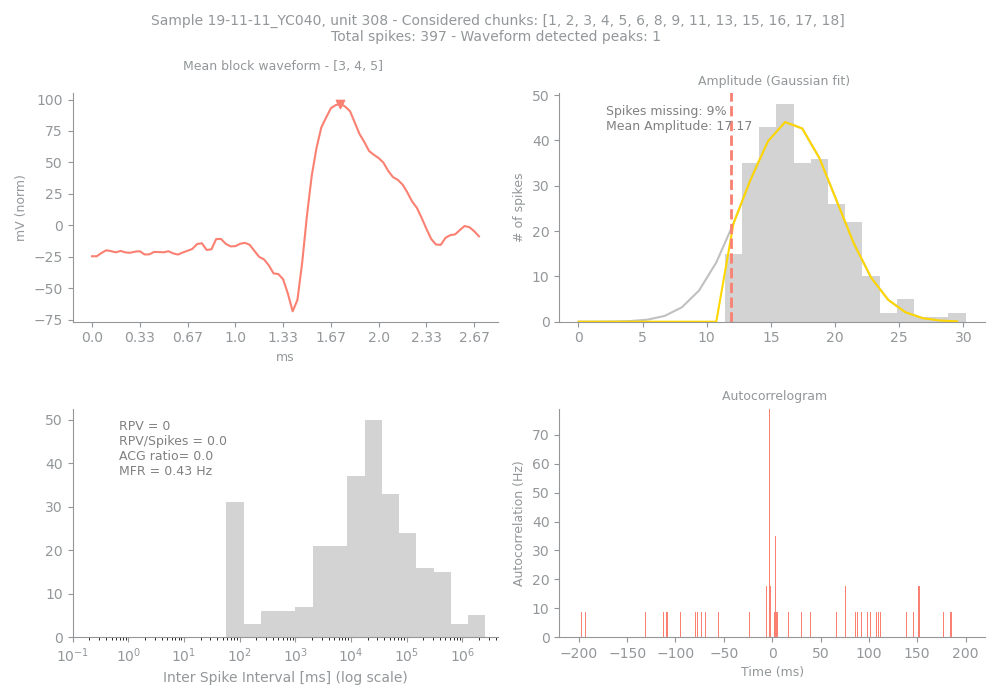 Sample 19-11-11_YC040, unit 308 - Considered chunks: [1, 2, 3, 4, 5, 6, 8, 9, 11, 13, 15, 16, 17, 18]
Total spikes: 397 - Waveform detected peaks: 1
Mean block waveform - [3, 4, 5]
100
75
50
25
0
−25
−50
−75
mV (norm)
0.0 0.33 0.67 1.0 1.33 1.67 2.0 2.33 2.67
ms
Amplitude (Gaussian fit)
Spikes missing: 9%
Mean Amplitude: 17.17
50
40
30
20
10
0
# of spikes
0 5 10 15 20 25 30
RPV = 0
RPV/Spikes = 0.0
ACG ratio= 0.0
MFR = 0.43 Hz
50
40
30
20
10
0
10⁻¹ 10⁰ 10¹ 10² 10³ 10⁴ 10⁵ 10⁶
Inter Spike Interval [ms] (log scale)
Autocorrelogram
70
60
50
40
30
20
10
0
Autocorrelation (Hz)
−200 −150 −100 −50 0 50 100 150 200
Time (ms)